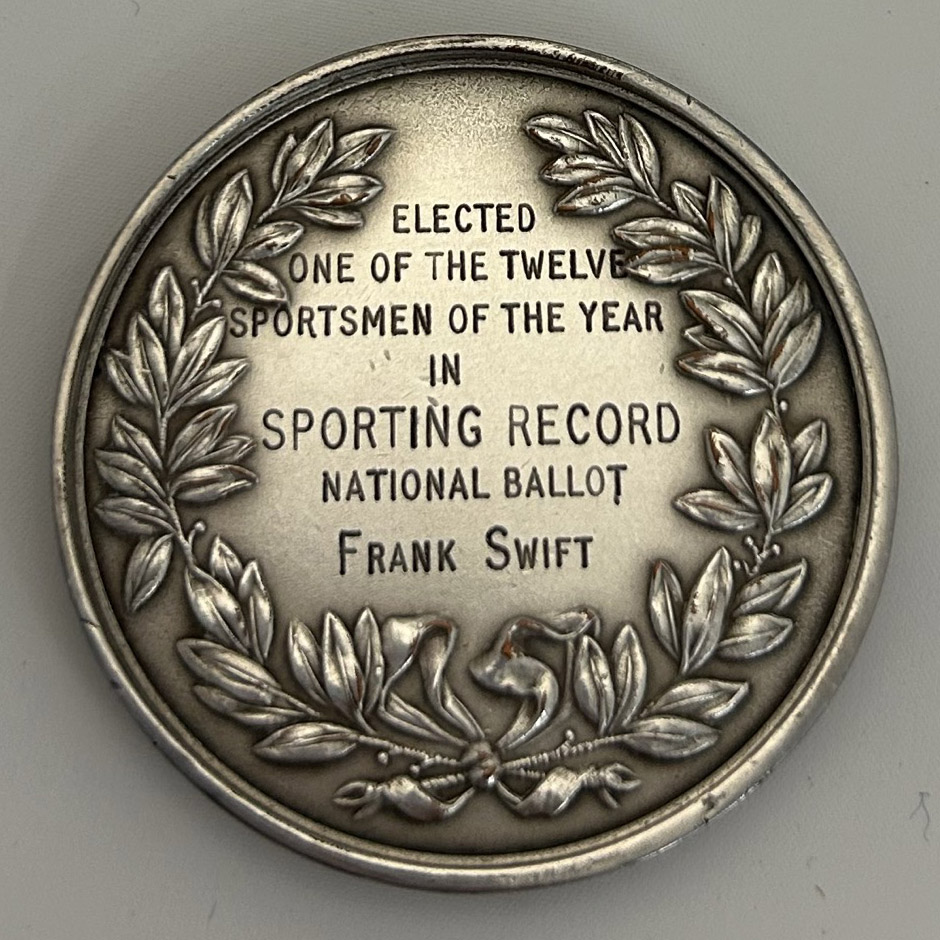 ELECTED
ONE OF THE TWELVE
SPORTSMEN OF THE YEAR
IN
SPORTING RECORD
NATIONAL BALLOT
FRANK SWIFT